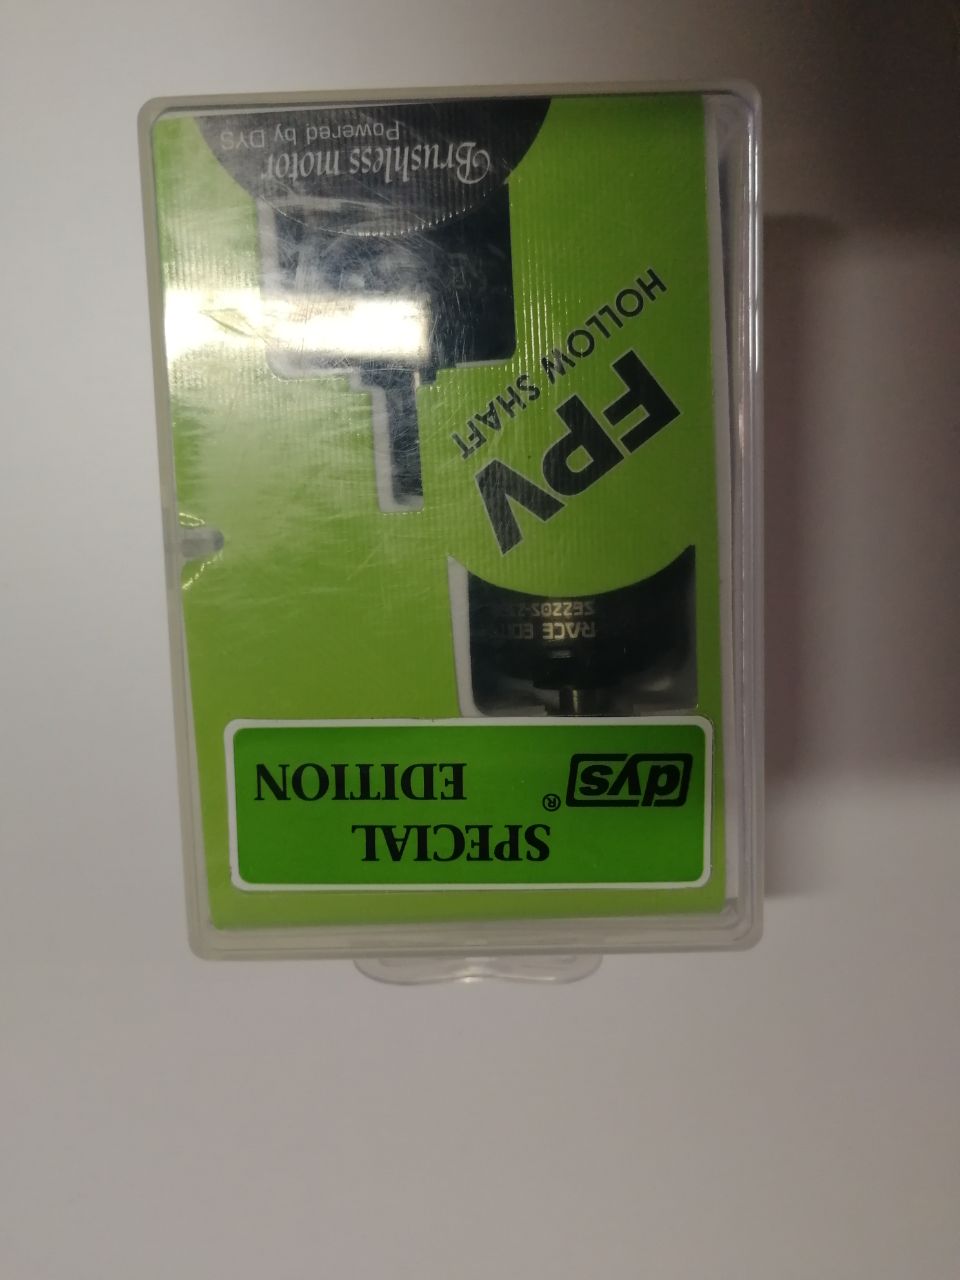 SPECIAL
dys® EDITION
RACE
FPV
HOLLOW SHAFT
Brushless motor
Powered by DYS